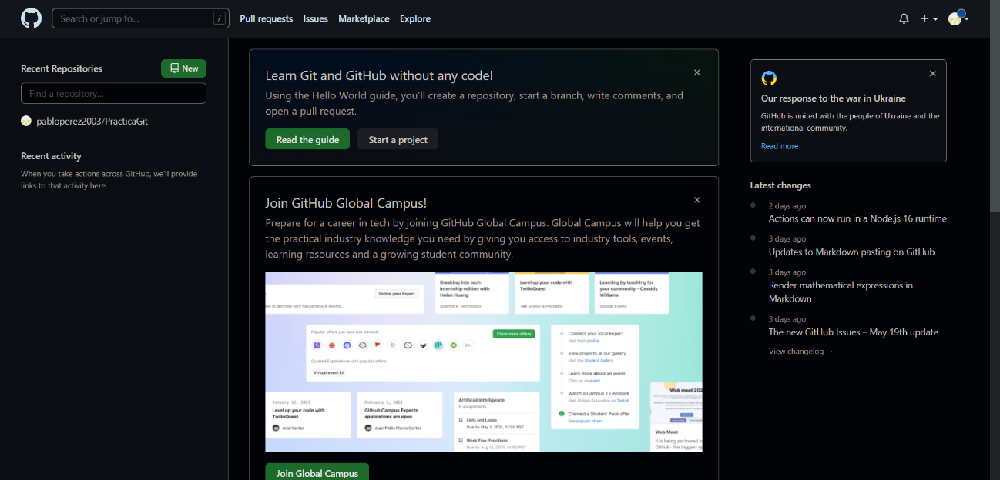 Search or jump to...
/
Pull requests
Issues
Marketplace
Explore
Recent Repositories
New
Find a repository...
pabloperez2003/PracticaGit
Recent activity
When you take actions across GitHub, we'll provide
links to that activity here.
Learn Git and GitHub without any code!
Using the Hello World guide, you'll create a repository, start a branch, write comments, and
open a pull request.
Read the guide
Start a project
Join GitHub Global Campus!
Prepare for a career in tech by joining GitHub Global Campus. Global Campus will help you get
the practical industry knowledge you need by giving you access to industry tools, events,
learning resources and a growing student community.
Follow your Expert
ub to get help with hackathons & events.
Breaking into tech:
internship edition with
Helen Huang
Science & Technology
Level up your code with
TwilioQuest
Talk Shows & Podcasts
Learning by teaching for
your community - Cassidy
Williams
Special Events
Popular offers you have not claimed:
Claim more offers
20+
Curated Experiences with popular offers:
Virtual event kit
Connect your local Expert
Visit their profile
View projects at our gallery
Visit the Student Gallery
Learn more about an event
Click on an event
Watch a Campus TV episode
Visit GitHub Education on Twitch
Claimed a Student Pack offer
See popular offers
January 22, 2021
Level up your code with
TwilioQuest
Ariel Kantor
February 1, 2021
GitHub Campus Experts
applications are open
Juan Pablo Flores Cortés
Artificial Intelligence
6 assignments
Lists and Loops
Due by May 1, 2021, 12:00 PST
Week Five: Functions
Due by Aug 15, 2021, 14:00 PST
Web meet 202
Web Meet
It is being partnered b
Github- the biggest op
Join Global Campus
Our response to the war in Ukraine
GitHub is united with the people of Ukraine and the
international community.
Read more
Latest changes
2 days ago
Actions can now run in a Node.js 16 runtime
3 days ago
Updates to Markdown pasting on GitHub
3 days ago
Render mathematical expressions in
Markdown
3 days ago
The new GitHub Issues – May 19th update
View changelog →